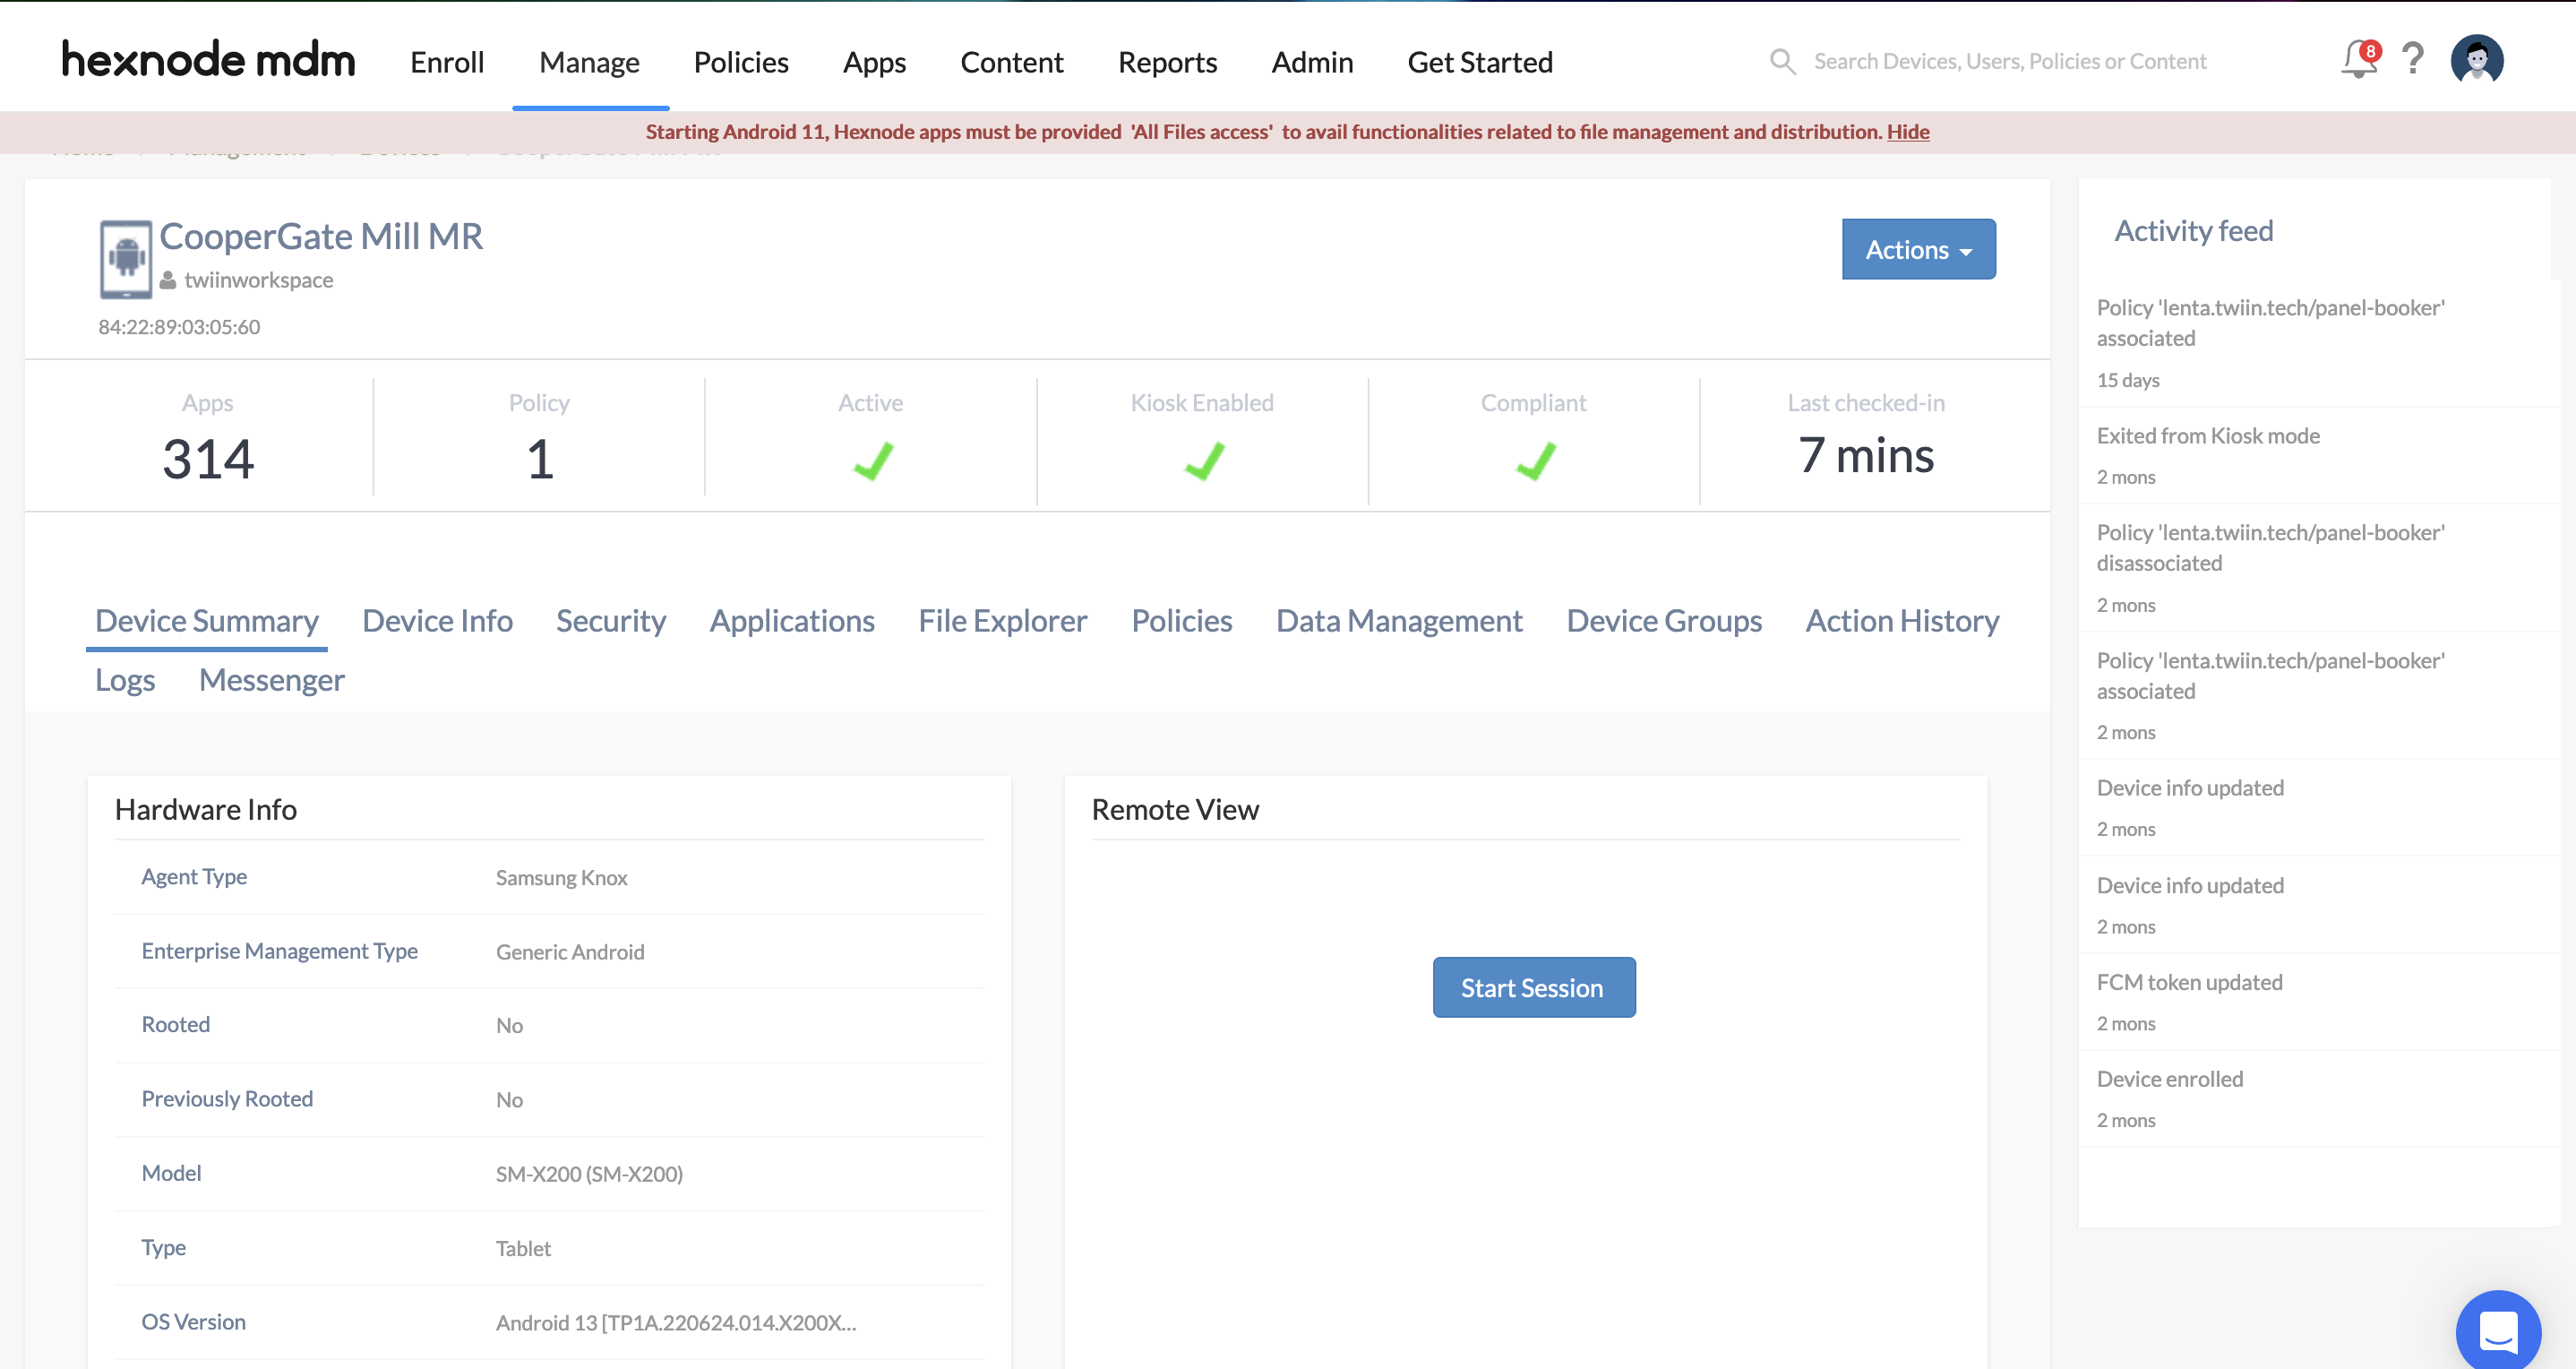 hexnode mdm
Enroll
Manage
Policies
Apps
Content
Reports
Admin
Get Started
Search Devices, Users, Policies or Content
8
?
Starting Android 11, Hexnode apps must be provided 'All Files access' to avail functionalities related to file management and distribution. Hide
CooperGate Mill MR
twiinworkspace
84:22:89:03:05:60
Actions
Apps
314
Policy
1
Active
Kiosk Enabled
Compliant
Last checked-in
7 mins
Device Summary
Device Info
Security
Applications
File Explorer
Policies
Data Management
Device Groups
Action History
Logs
Messenger
Hardware Info
Agent Type
Samsung Knox
Enterprise Management Type
Generic Android
Rooted
No
Previously Rooted
No
Model
SM-X200 (SM-X200)
Type
Tablet
OS Version
Android 13 [TP1A.220624.014.X200X...
Remote View
Start Session
Activity feed
Policy 'lenta.twiin.tech/panel-booker'
associated
15 days
Exited from Kiosk mode
2 mons
Policy 'lenta.twiin.tech/panel-booker'
disassociated
2 mons
Policy 'lenta.twiin.tech/panel-booker'
associated
2 mons
Device info updated
2 mons
Device info updated
2 mons
FCM token updated
2 mons
Device enrolled
2 mons